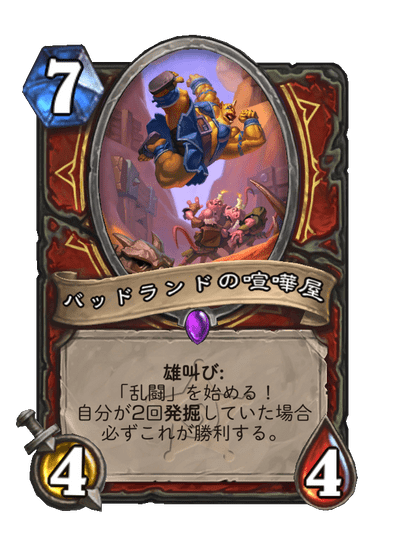 7
バッドランドの喧嘩屋
雄叫び:
「乱闘」を始める！
自分が2回発掘していた場合
必ずこれが勝利する。
4
4